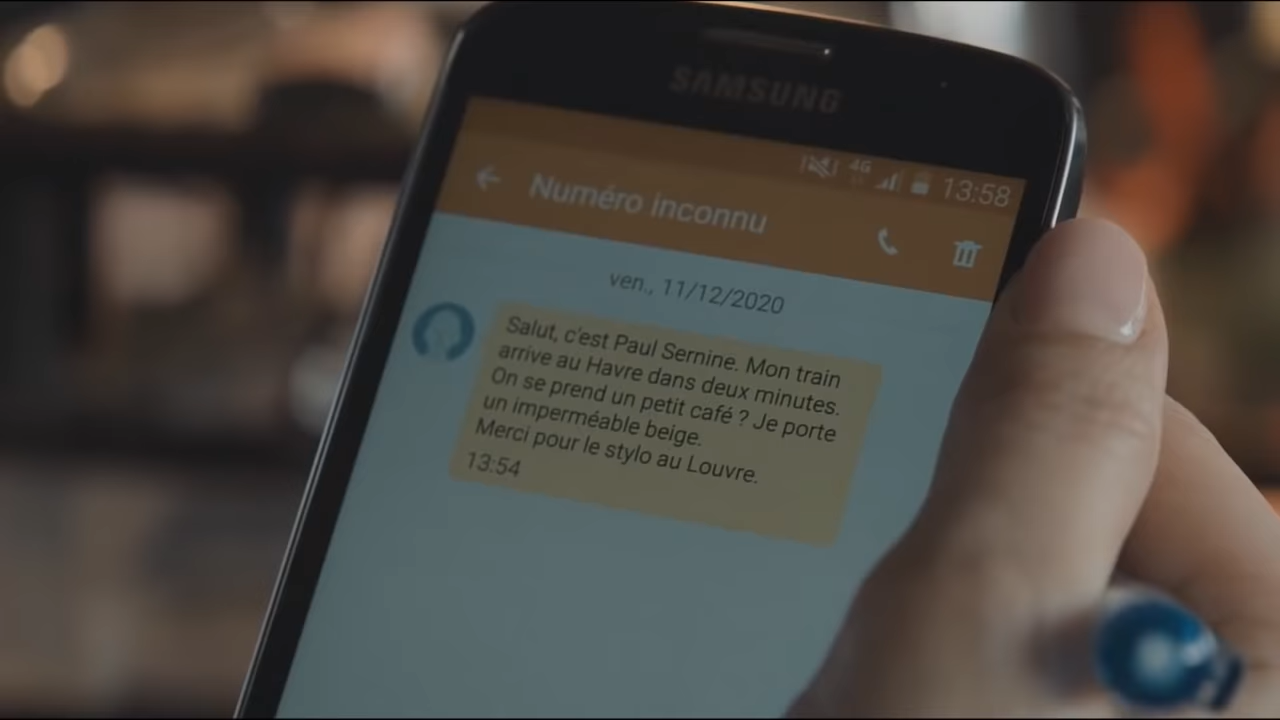 SAMSUNG
4G 13:58
Numéro inconnu
ven., 11/12/2020
Salut, c'est Paul Sernine. Mon train
arrive au Havre dans deux minutes.
On se prend un petit café ? Je porte
un imperméable beige.
Merci pour le stylo au Louvre.
13:54